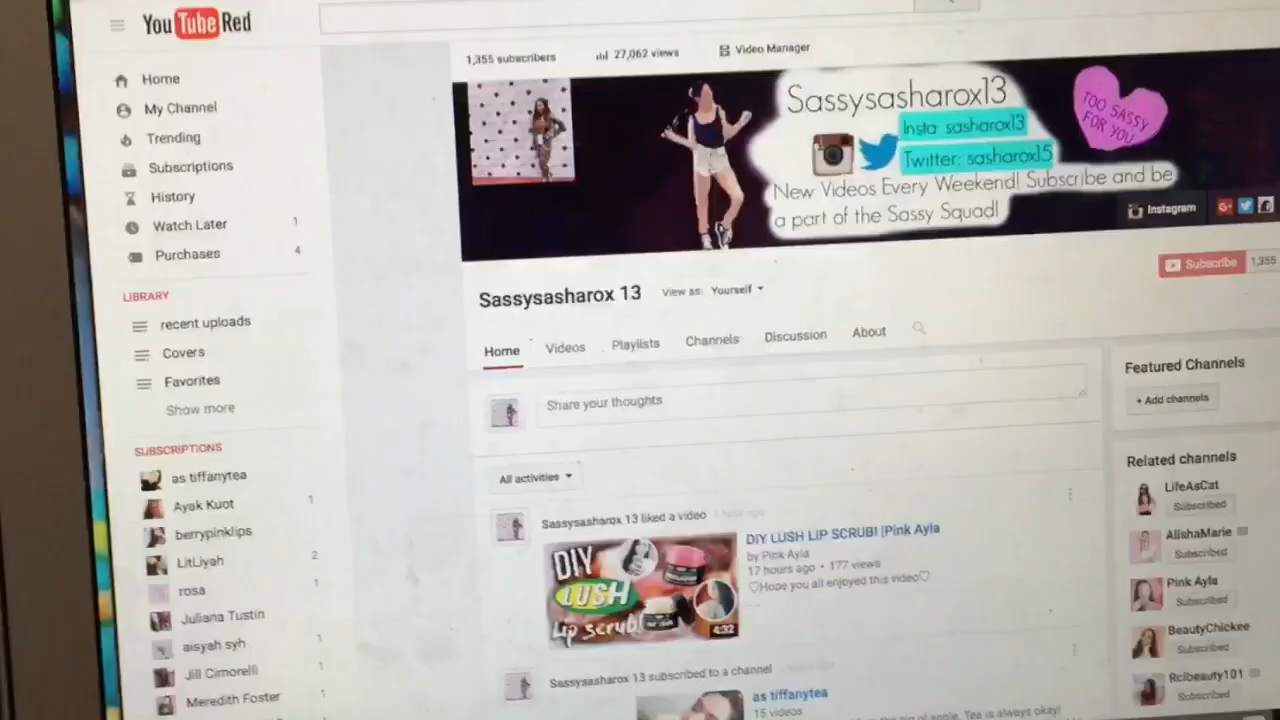 YouTube Red
1,355 subscribers
27,062 views
Video Manager
Home
My Channel
Trending
Subscriptions
History
Watch Later 1
Purchases 4
LIBRARY
recent uploads
Covers
Favorites
Show more
SUBSCRIPTIONS
as tiffanytea
Ayak Kuot 1
berrypinklips
LitLiyah 2
rosa 1
Juliana Tustin
aisyah syh 1
Jill Cimorelli 1
Meredith Foster 1
Sassysasharox13
Insta: sasharox13
Twitter: sasharox15
New Videos Every Weekend! Subscribe and be
a part of the Sassy Squad!
TOO SASSY
FOR YOU
Instagram
G+
Subscribe 1,355
Sassysasharox 13
View as: Yourself
Home Videos Playlists Channels Discussion About
Share your thoughts
All activities
Sassysasharox 13 liked a video
DIY
LUSH
Lip scrub!
4:32
DIY LUSH LIP SCRUB! |Pink Ayla
by Pink Ayla
17 hours ago • 177 views
♡Hope you all enjoyed this video♡
Sassysasharox 13 subscribed to a channel
as tiffanytea
15 videos
Tea is always okay!
Featured Channels
+ Add channels
Related channels
LifeAsCat
Subscribed
AlishaMarie
Subscribed
Pink Ayla
Subscribed
BeautyChickee
Subscribed
Rclbeauty101
Subscribed